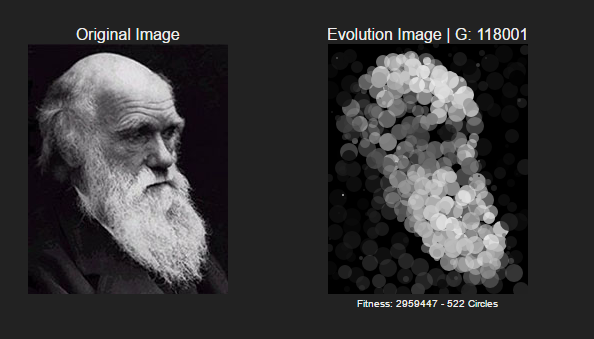 Original Image
Evolution Image | G: 118001
Fitness: 2959447 - 522 Circles